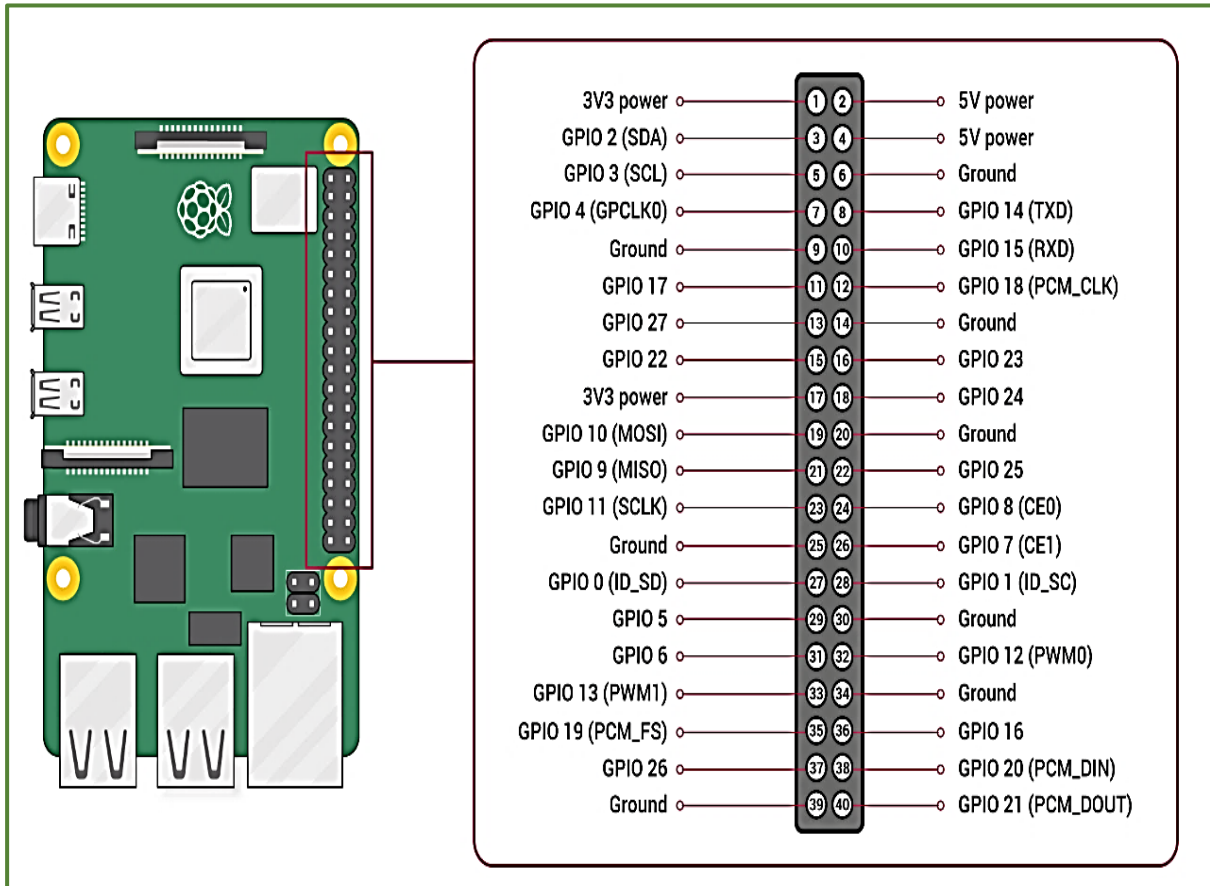 3V3 power 1 2 5V power
GPIO 2 (SDA) 3 4 5V power
GPIO 3 (SCL) 5 6 Ground
GPIO 4 (GPCLK0) 7 8 GPIO 14 (TXD)
Ground 9 10 GPIO 15 (RXD)
GPIO 17 11 12 GPIO 18 (PCM_CLK)
GPIO 27 13 14 Ground
GPIO 22 15 16 GPIO 23
3V3 power 17 18 GPIO 24
GPIO 10 (MOSI) 19 20 Ground
GPIO 9 (MISO) 21 22 GPIO 25
GPIO 11 (SCLK) 23 24 GPIO 8 (CE0)
Ground 25 26 GPIO 7 (CE1)
GPIO 0 (ID_SD) 27 28 GPIO 1 (ID_SC)
GPIO 5 29 30 Ground
GPIO 6 31 32 GPIO 12 (PWM0)
GPIO 13 (PWM1) 33 34 Ground
GPIO 19 (PCM_FS) 35 36 GPIO 16
GPIO 26 37 38 GPIO 20 (PCM_DIN)
Ground 39 40 GPIO 21 (PCM_DOUT)